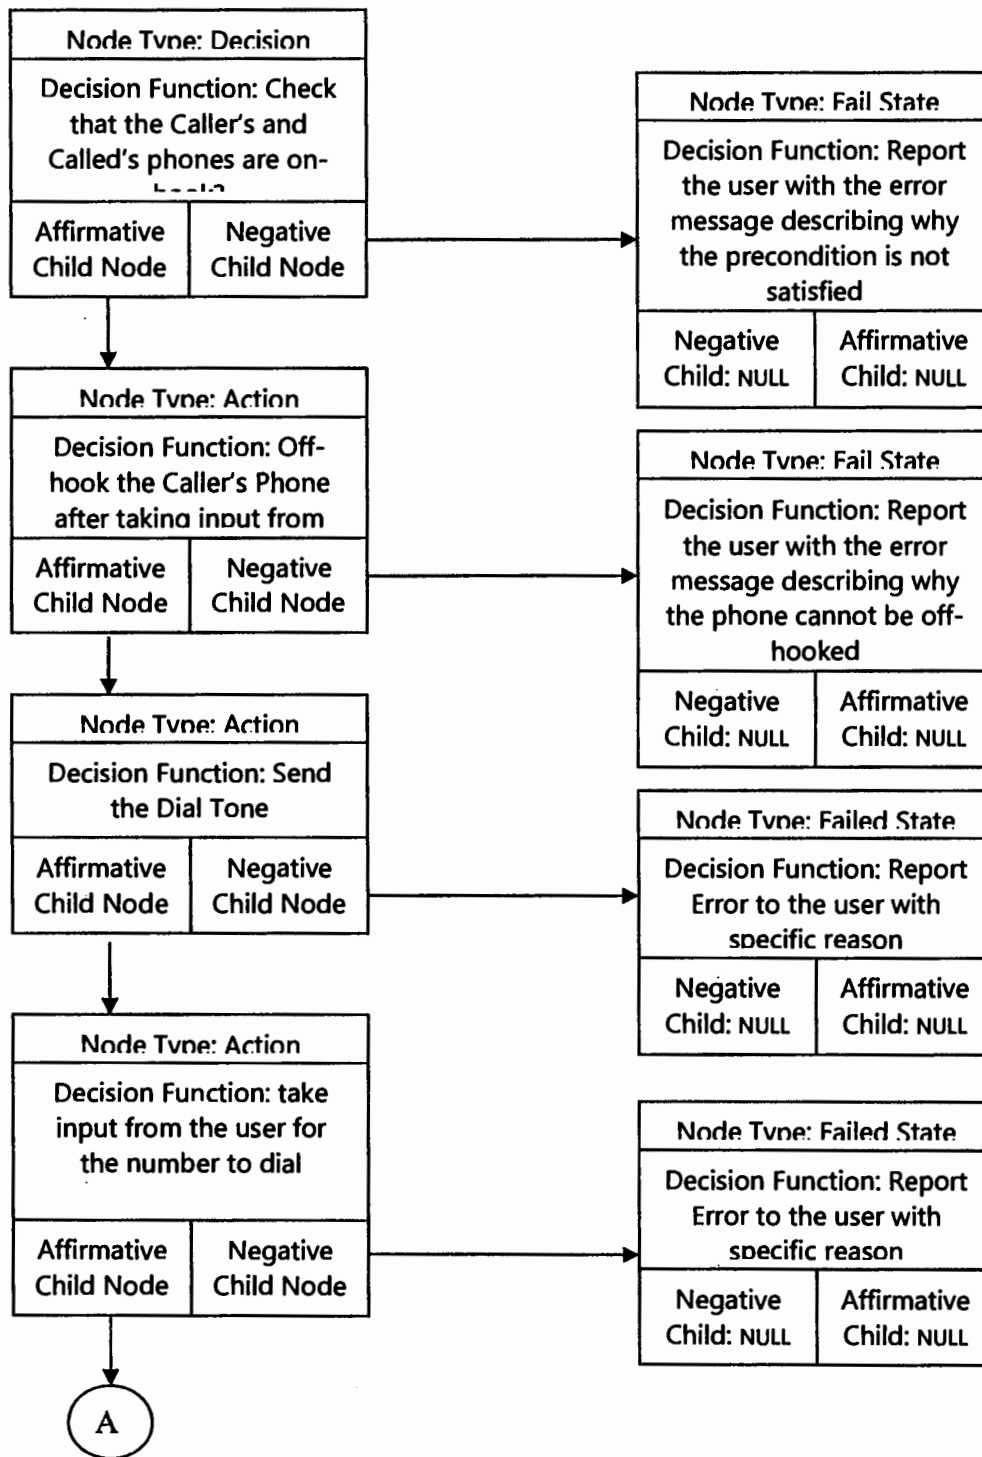 Node Type: Decision
Decision Function: Check
that the Caller's and
Called's phones are on-
hook?
Affirmative
Child Node
Negative
Child Node
Node Type: Fail State
Decision Function: Report
the user with the error
message describing why
the precondition is not
satisfied
Negative
Child: NULL
Affirmative
Child: NULL
Node Type: Action
Decision Function: Off-
hook the Caller's Phone
after taking input from
Affirmative
Child Node
Negative
Child Node
Node Type: Fail State
Decision Function: Report
the user with the error
message describing why
the phone cannot be off-
hooked
Negative
Child: NULL
Affirmative
Child: NULL
Node Type: Action
Decision Function: Send
the Dial Tone
Affirmative
Child Node
Negative
Child Node
Node Type: Failed State
Decision Function: Report
Error to the user with
specific reason
Negative
Child: NULL
Affirmative
Child: NULL
Node Type: Action
Decision Function: take
input from the user for
the number to dial
Affirmative
Child Node
Negative
Child Node
Node Type: Failed State
Decision Function: Report
Error to the user with
specific reason
Negative
Child: NULL
Affirmative
Child: NULL
A